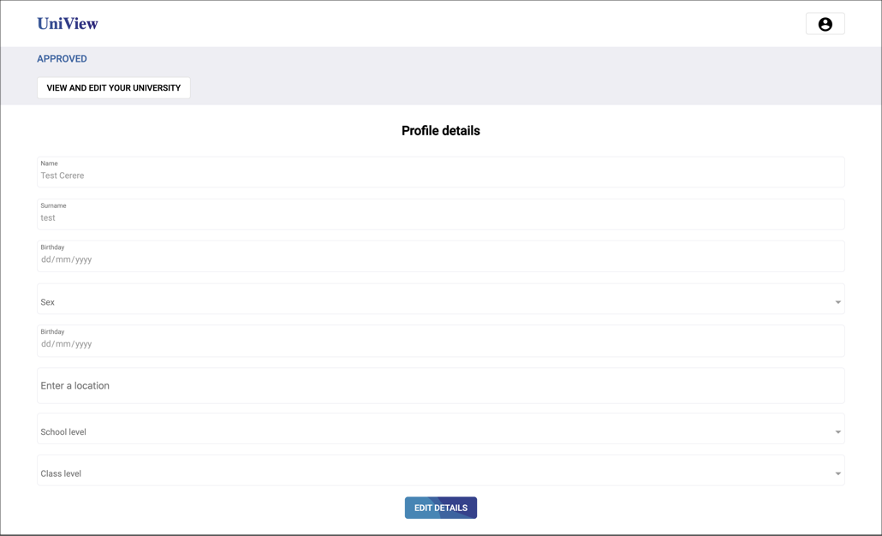 UniView
APPROVED
VIEW AND EDIT YOUR UNIVERSITY
Profile details
Name
Test Cerere
Surname
test
Birthday
dd/mm/yyyy
Sex
Birthday
dd/mm/yyyy
Enter a location
School level
Class level
EDIT DETAILS